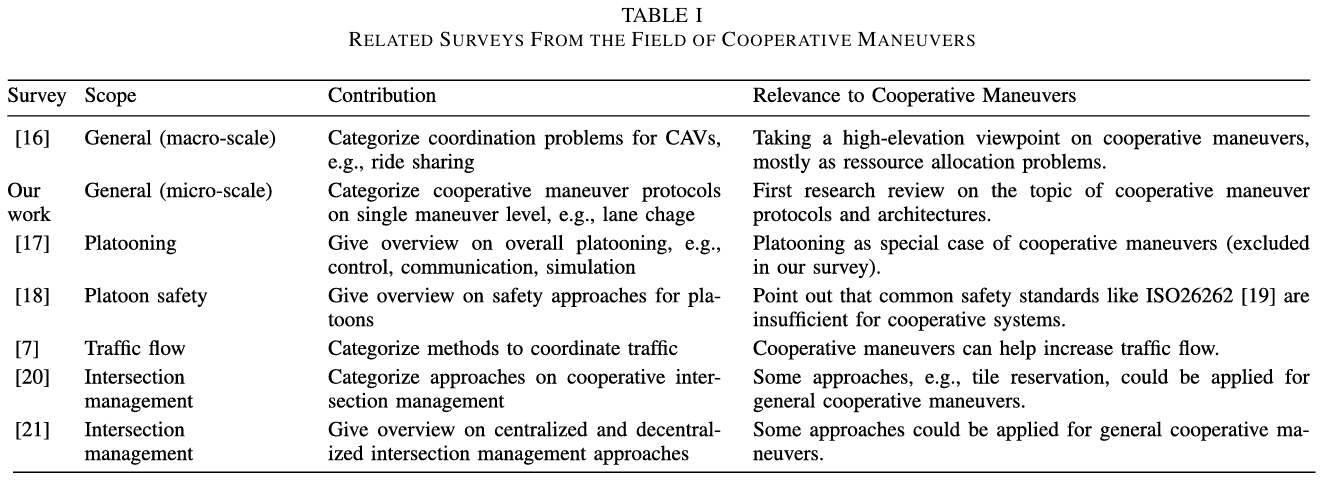 TABLE I
RELATED SURVEYS FROM THE FIELD OF COOPERATIVE MANEUVERS
Survey Scope Contribution Relevance to Cooperative Maneuvers
[16] General (macro-scale) Categorize coordination problems for CAVs, Taking a high-elevation viewpoint on cooperative maneuvers,
e.g., ride sharing mostly as ressource allocation problems.
Our General (micro-scale) Categorize cooperative maneuver protocols First research review on the topic of cooperative maneuver
work on single maneuver level, e.g., lane chage protocols and architectures.
[17] Platooning Give overview on overall platooning, e.g., Platooning as special case of cooperative maneuvers (excluded
control, communication, simulation in our survey).
[18] Platoon safety Give overview on safety approaches for pla- Point out that common safety standards like ISO26262 [19] are
toons insufficient for cooperative systems.
[7] Traffic flow Categorize methods to coordinate traffic Cooperative maneuvers can help increase traffic flow.
[20] Intersection Categorize approaches on cooperative inter- Some approaches, e.g., tile reservation, could be applied for
management section management general cooperative maneuvers.
[21] Intersection Give overview on centralized and decentral- Some approaches could be applied for general cooperative ma-
management ized intersection management approaches neuvers.